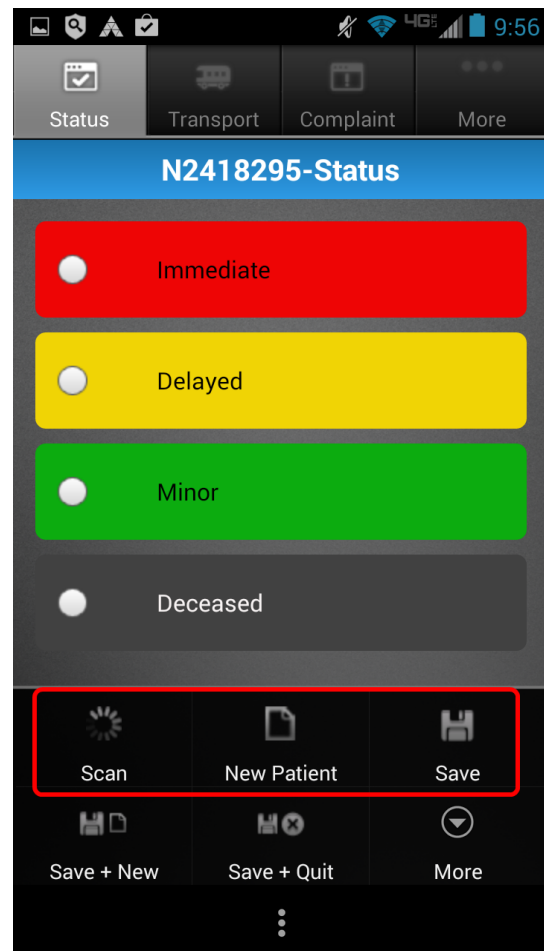 4G 9:56
Status Transport Complaint More
N2418295-Status
Immediate
Delayed
Minor
Deceased
Scan New Patient Save
Save + New Save + Quit More